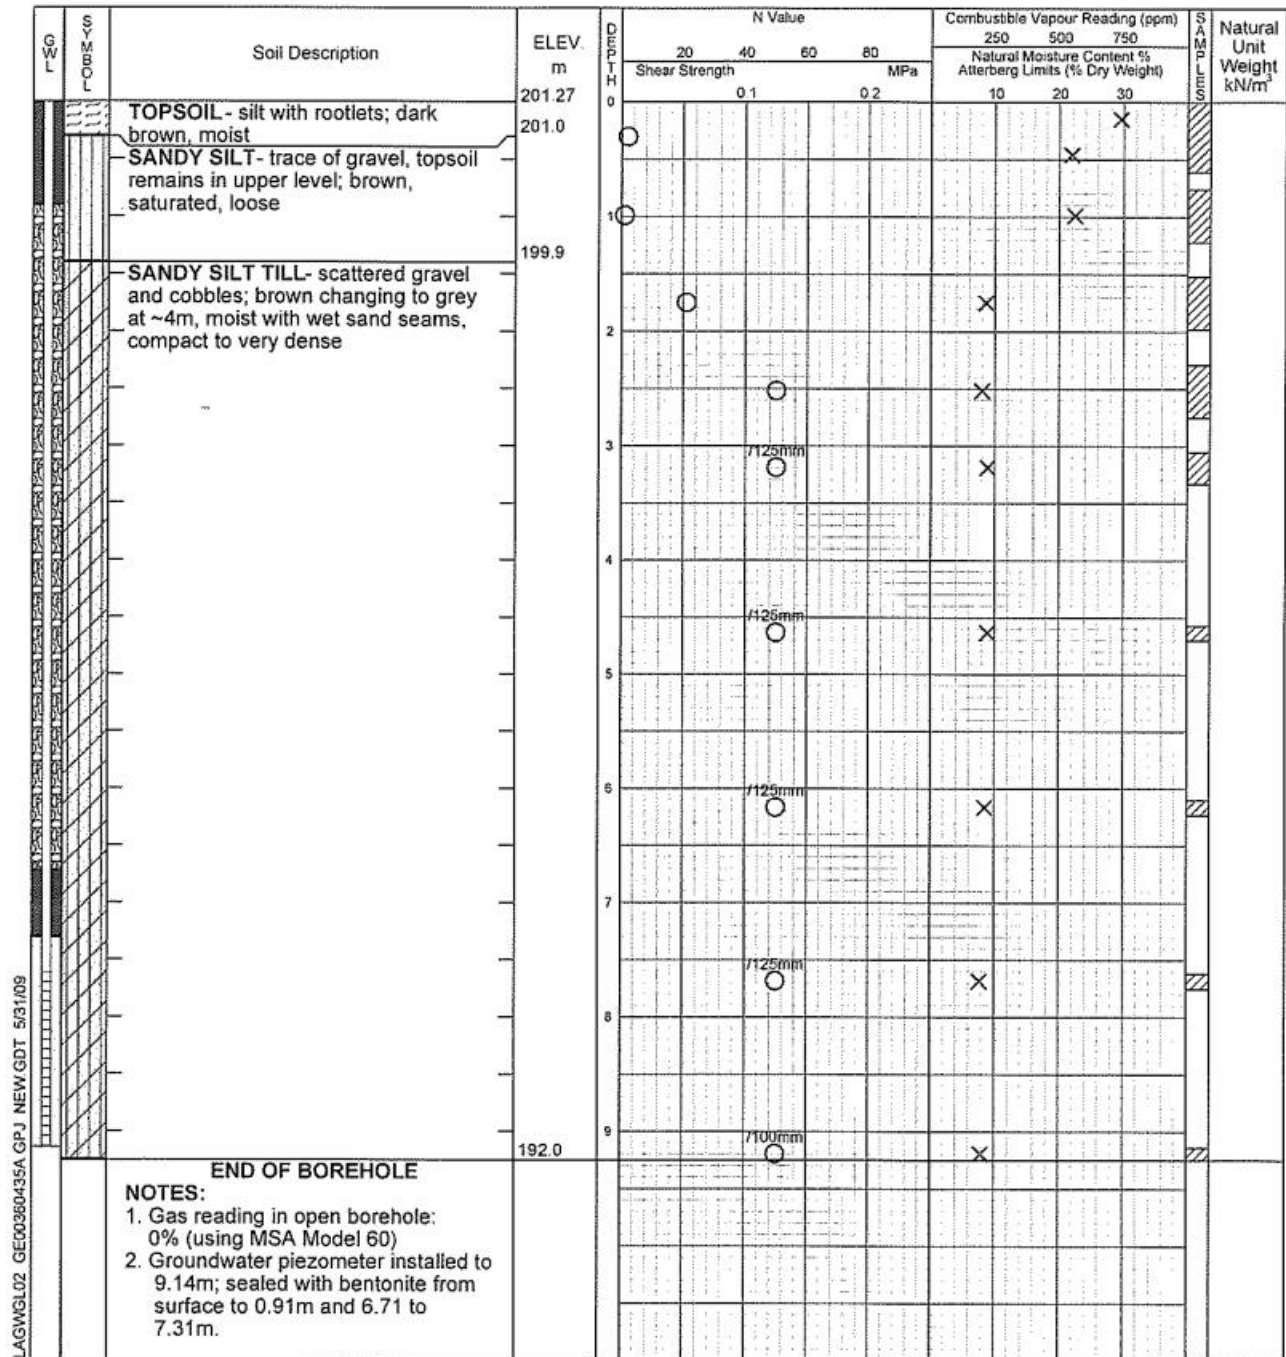 GWL
SYMBOL
Soil Description
ELEV.
m
DEPTH
N Value
20 40 60 80
Shear Strength MPa
0.1 0.2
Combustible Vapour Reading (ppm)
250 500 750
Natural Moisture Content %
Atterberg Limits (% Dry Weight)
10 20 30
SAMPLES
Natural
Unit
Weight
kN/m³
201.27
0
TOPSOIL- silt with rootlets; dark
brown, moist
201.0
SANDY SILT- trace of gravel, topsoil
remains in upper level; brown,
saturated, loose
1
199.9
SANDY SILT TILL- scattered gravel
and cobbles; brown changing to grey
at ~4m, moist with wet sand seams,
compact to very dense
2
3
/125mm
4
/125mm
5
6
/125mm
7
/125mm
8
9
/100mm
192.0
END OF BOREHOLE
NOTES:
1. Gas reading in open borehole:
0% (using MSA Model 60)
2. Groundwater piezometer installed to
9.14m; sealed with bentonite from
surface to 0.91m and 6.71 to
7.31m.
LAGWGL02 GE00360435A GPJ NEW.GDT 5/31/09